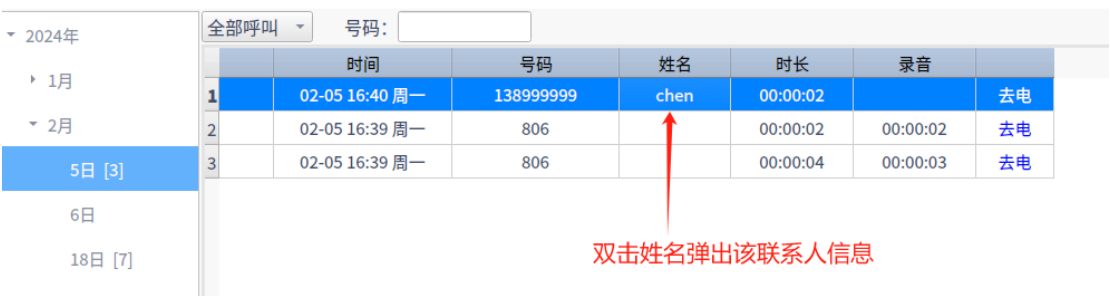 全部呼叫 号码：
2024年
1月
2月
5日 [3]
6日
18日 [7]
时间 号码 姓名 时长 录音
1 02-05 16:40 周一 138999999 chen 00:00:02 去电
2 02-05 16:39 周一 806 00:00:02 00:00:02 去电
3 02-05 16:39 周一 806 00:00:04 00:00:03 去电
双击姓名弹出该联系人信息